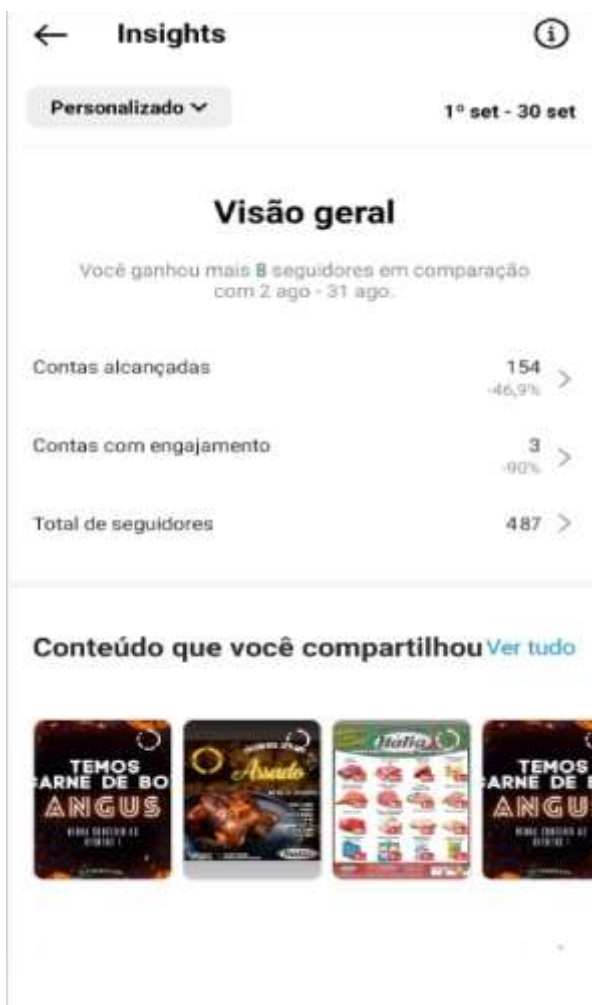 Insights
Personalizado
1º set - 30 set
Visão geral
Você ganhou mais 8 seguidores em comparação
com 2 ago - 31 ago.
Contas alcançadas
154
-46,9%
Contas com engajamento
3
-90%
Total de seguidores
487
Conteúdo que você compartilhou
Ver tudo
TEMOS
CARNE DE BO
ANGUS
Assado
Itália
TEMOS
ARNE DE
ANGU